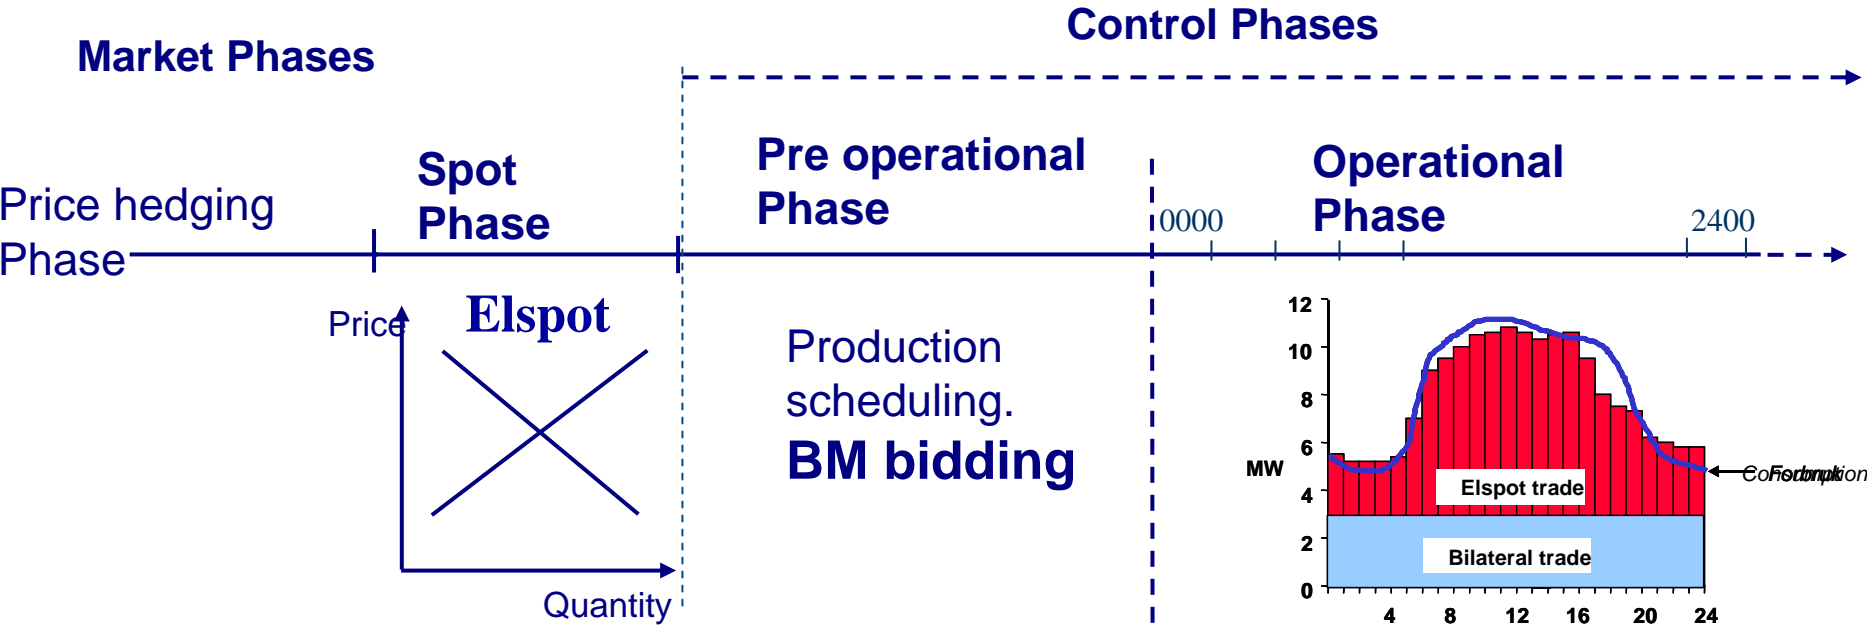 Control Phases
Market Phases
Price hedging
Phase
Spot
Phase
Pre operational
Phase
Operational
Phase
0000
2400
Price
Elspot
Quantity
Production
scheduling.
BM bidding
12
10
8
6
4
2
0
MW
Elspot trade
Bilateral trade
4 8 12 16 20 24